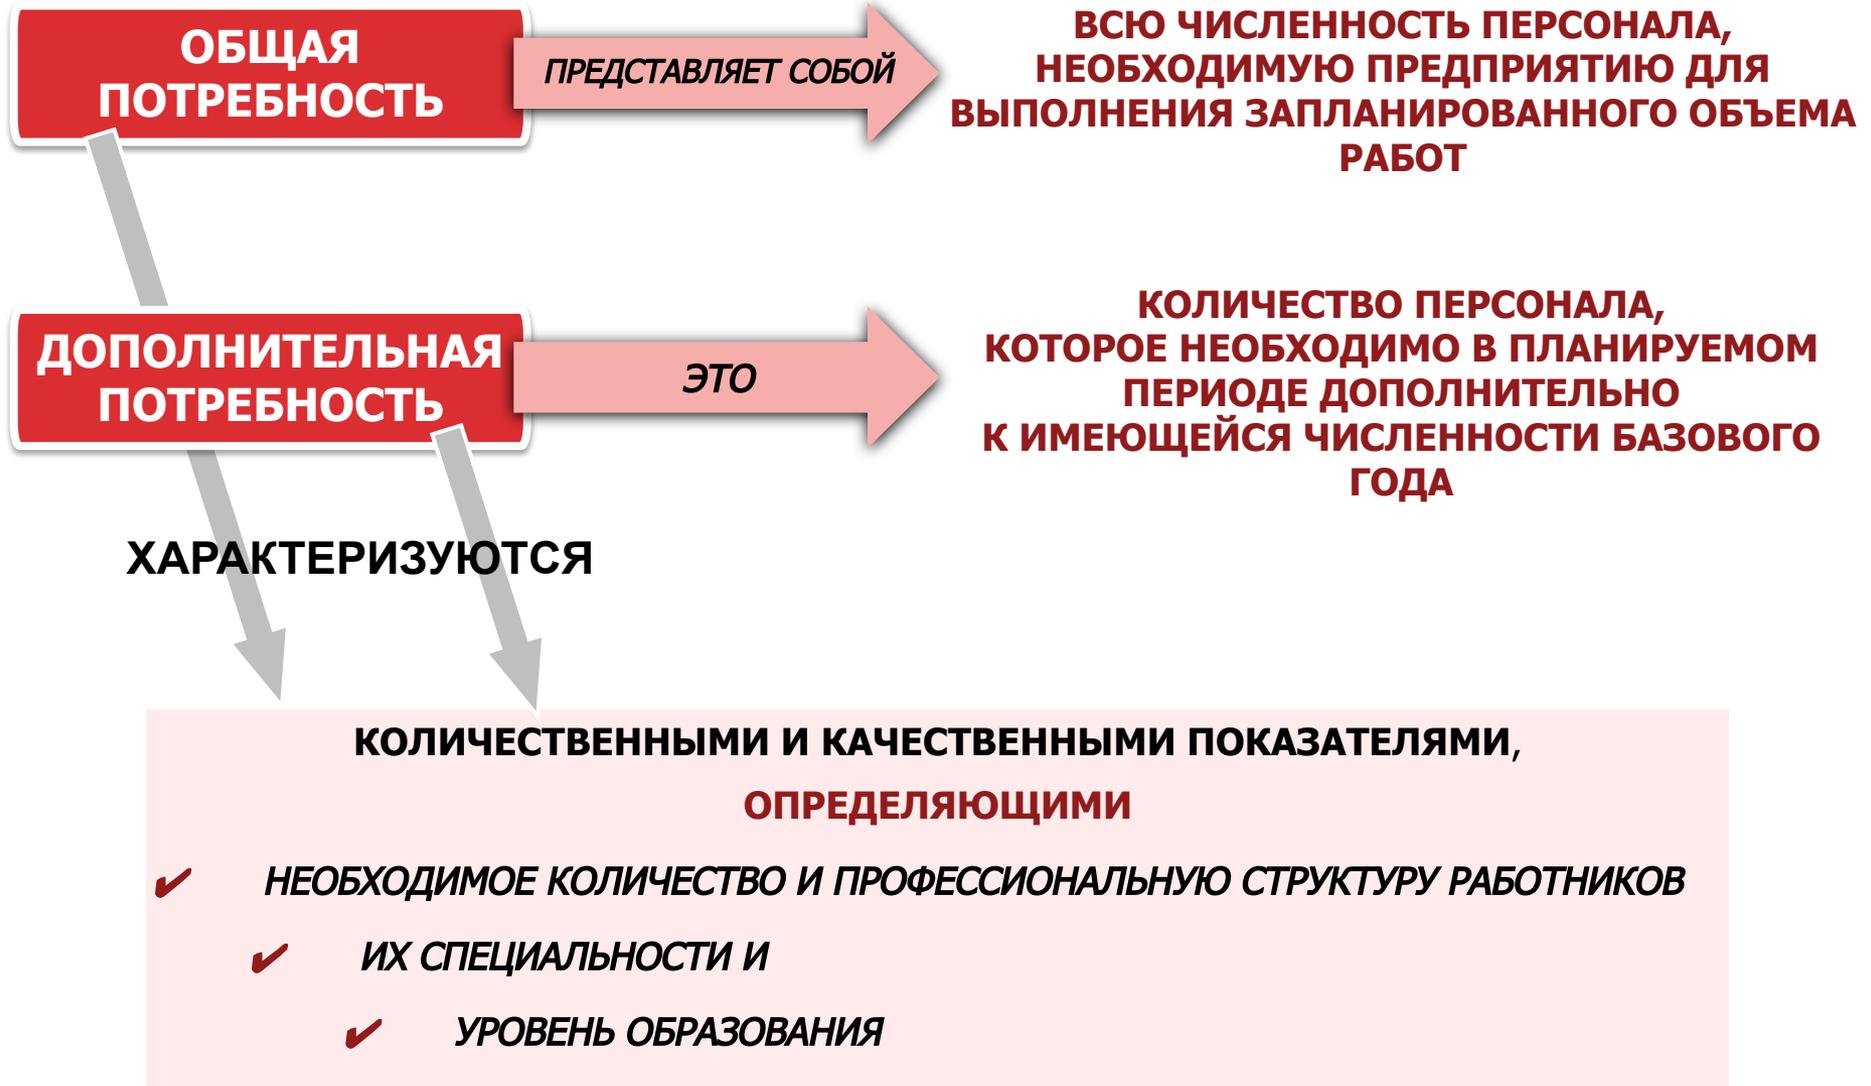 ОБЩАЯ
ПОТРЕБНОСТЬ
ПРЕДСТАВЛЯЕТ СОБОЙ
ВСЮ ЧИСЛЕННОСТЬ ПЕРСОНАЛА,
НЕОБХОДИМУЮ ПРЕДПРИЯТИЮ ДЛЯ
ВЫПОЛНЕНИЯ ЗАПЛАНИРОВАННОГО ОБЪЕМА
РАБОТ
ДОПОЛНИТЕЛЬНАЯ
ПОТРЕБНОСТЬ
ЭТО
КОЛИЧЕСТВО ПЕРСОНАЛА,
КОТОРОЕ НЕОБХОДИМО В ПЛАНИРУЕМОМ
ПЕРИОДЕ ДОПОЛНИТЕЛЬНО
К ИМЕЮЩЕЙСЯ ЧИСЛЕННОСТИ БАЗОВОГО
ГОДА
ХАРАКТЕРИЗУЮТСЯ
КОЛИЧЕСТВЕННЫМИ И КАЧЕСТВЕННЫМИ ПОКАЗАТЕЛЯМИ,
ОПРЕДЕЛЯЮЩИМИ
✔ НЕОБХОДИМОЕ КОЛИЧЕСТВО И ПРОФЕССИОНАЛЬНУЮ СТРУКТУРУ РАБОТНИКОВ
✔ ИХ СПЕЦИАЛЬНОСТИ И
✔ УРОВЕНЬ ОБРАЗОВАНИЯ